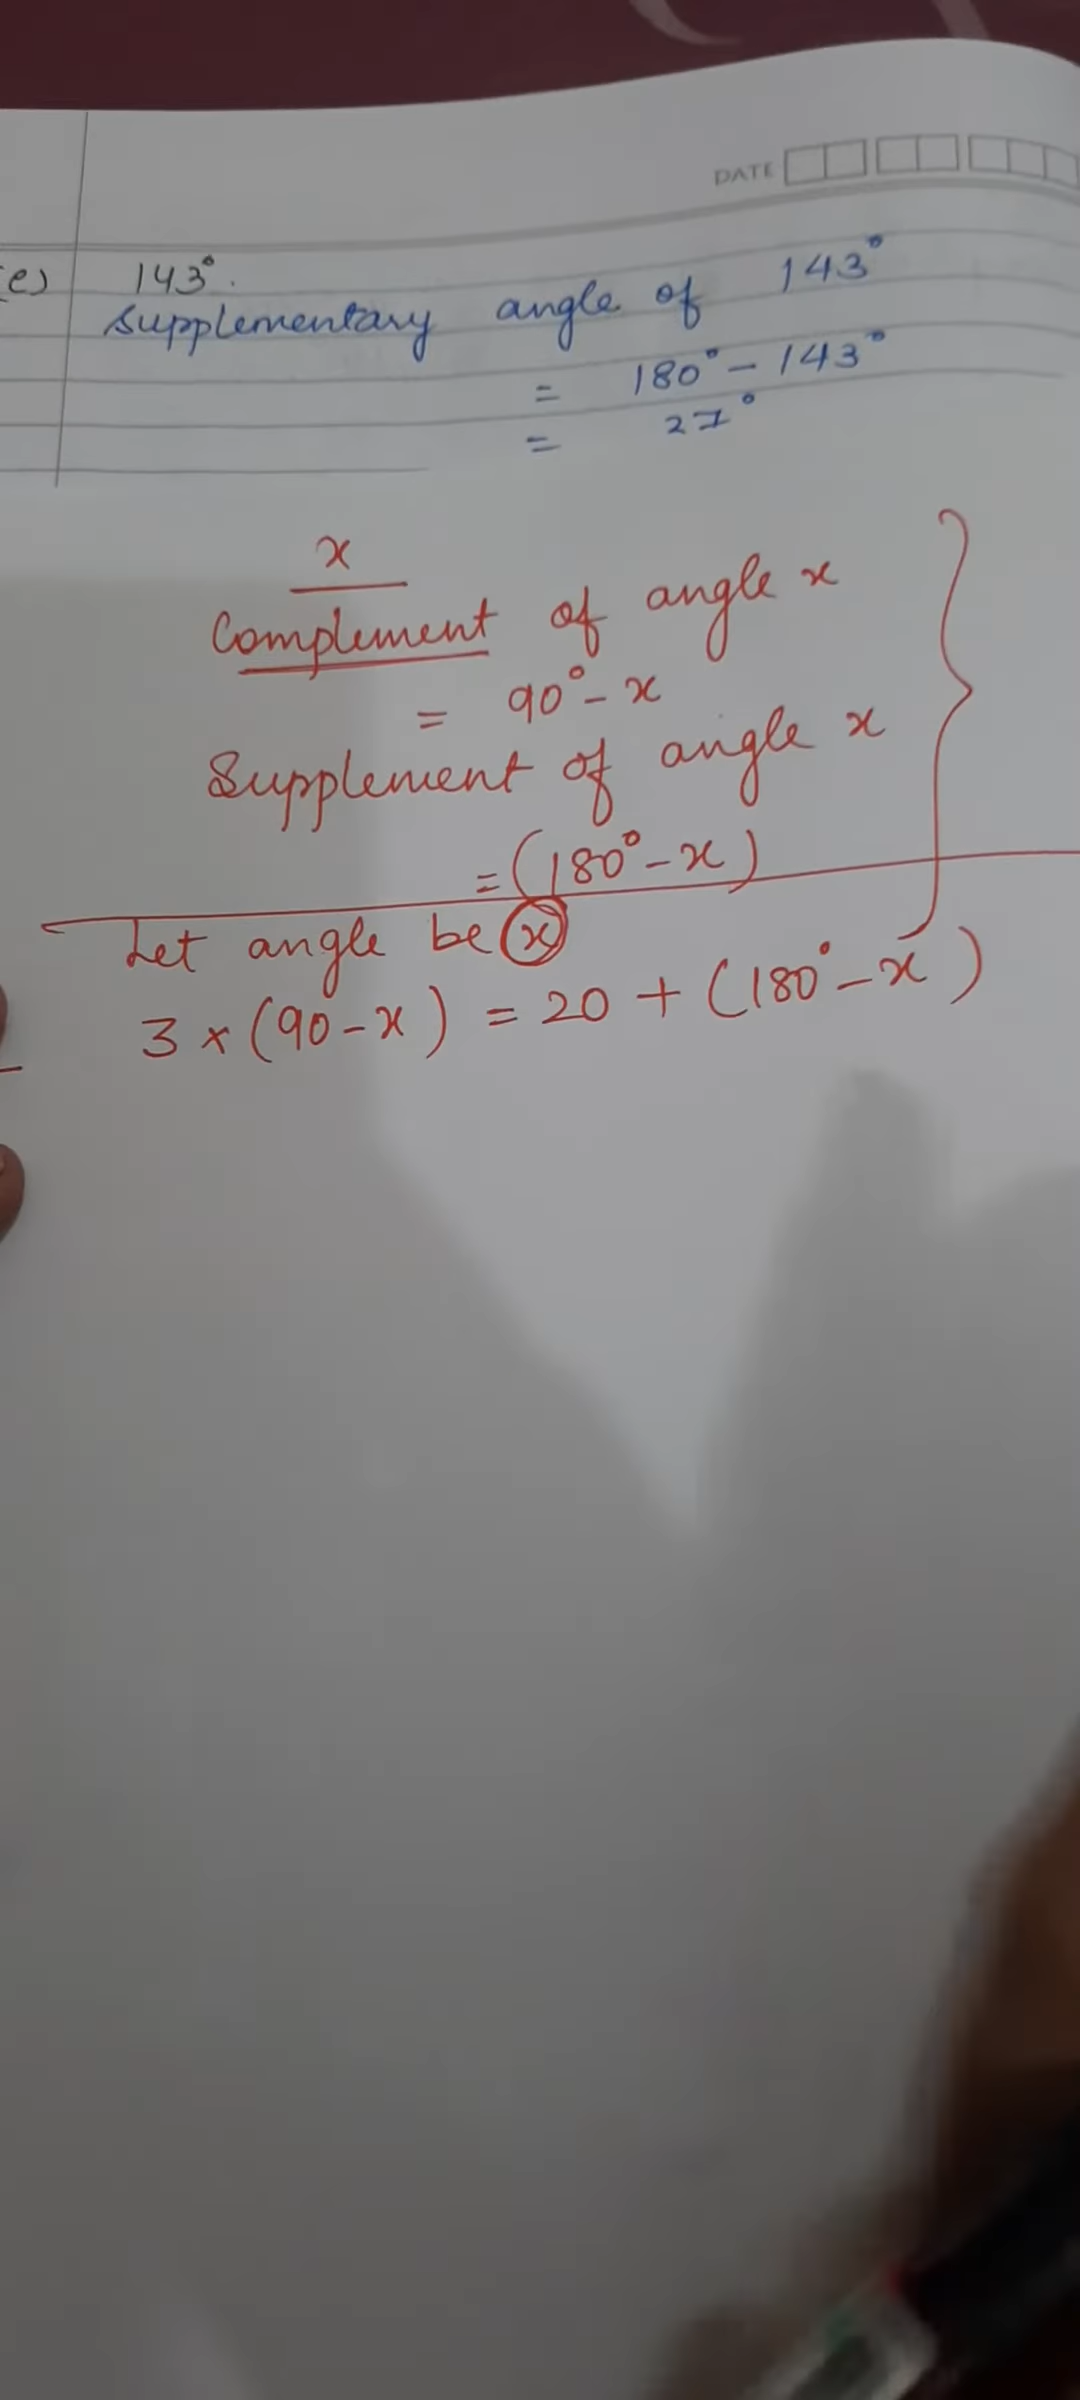 DATE
(e) 143°.
Supplementary angle of 143°
= 180° - 143°
= 27°
x
Complement of angle x
= 90° - x
Supplement of angle x
= (180° - x)
Let angle be x
3 × (90 - x) = 20 + (180° - x)